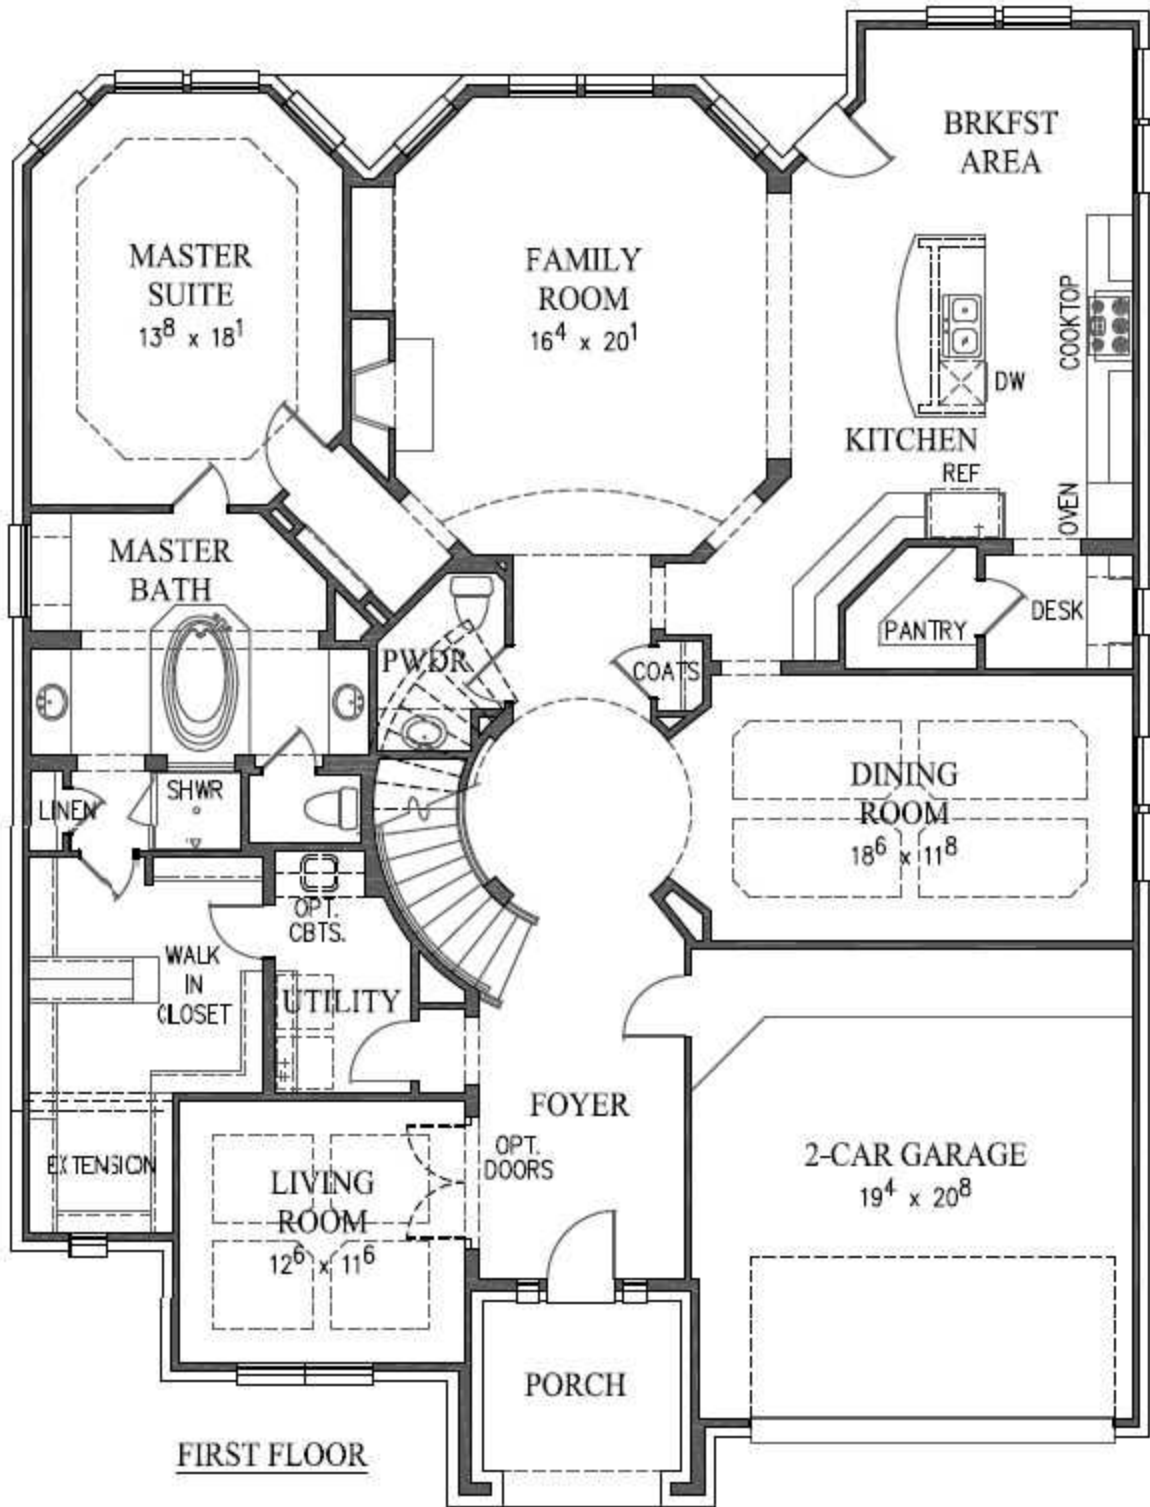 BRKFST
AREA
MASTER
SUITE
13⁸ x 18¹
FAMILY
ROOM
16⁴ x 20¹
COOKTOP
DW
KITCHEN
REF
OVEN
MASTER
BATH
PANTRY
DESK
PWDR
COATS
LINEN
SHWR
DINING
ROOM
18⁶ x 11⁸
OPT.
CBTS.
WALK
IN
CLOSET
UTILITY
FOYER
OPT.
DOORS
2-CAR GARAGE
19⁴ x 20⁸
EXTENSION
LIVING
ROOM
12⁶ x 11⁶
PORCH
FIRST FLOOR